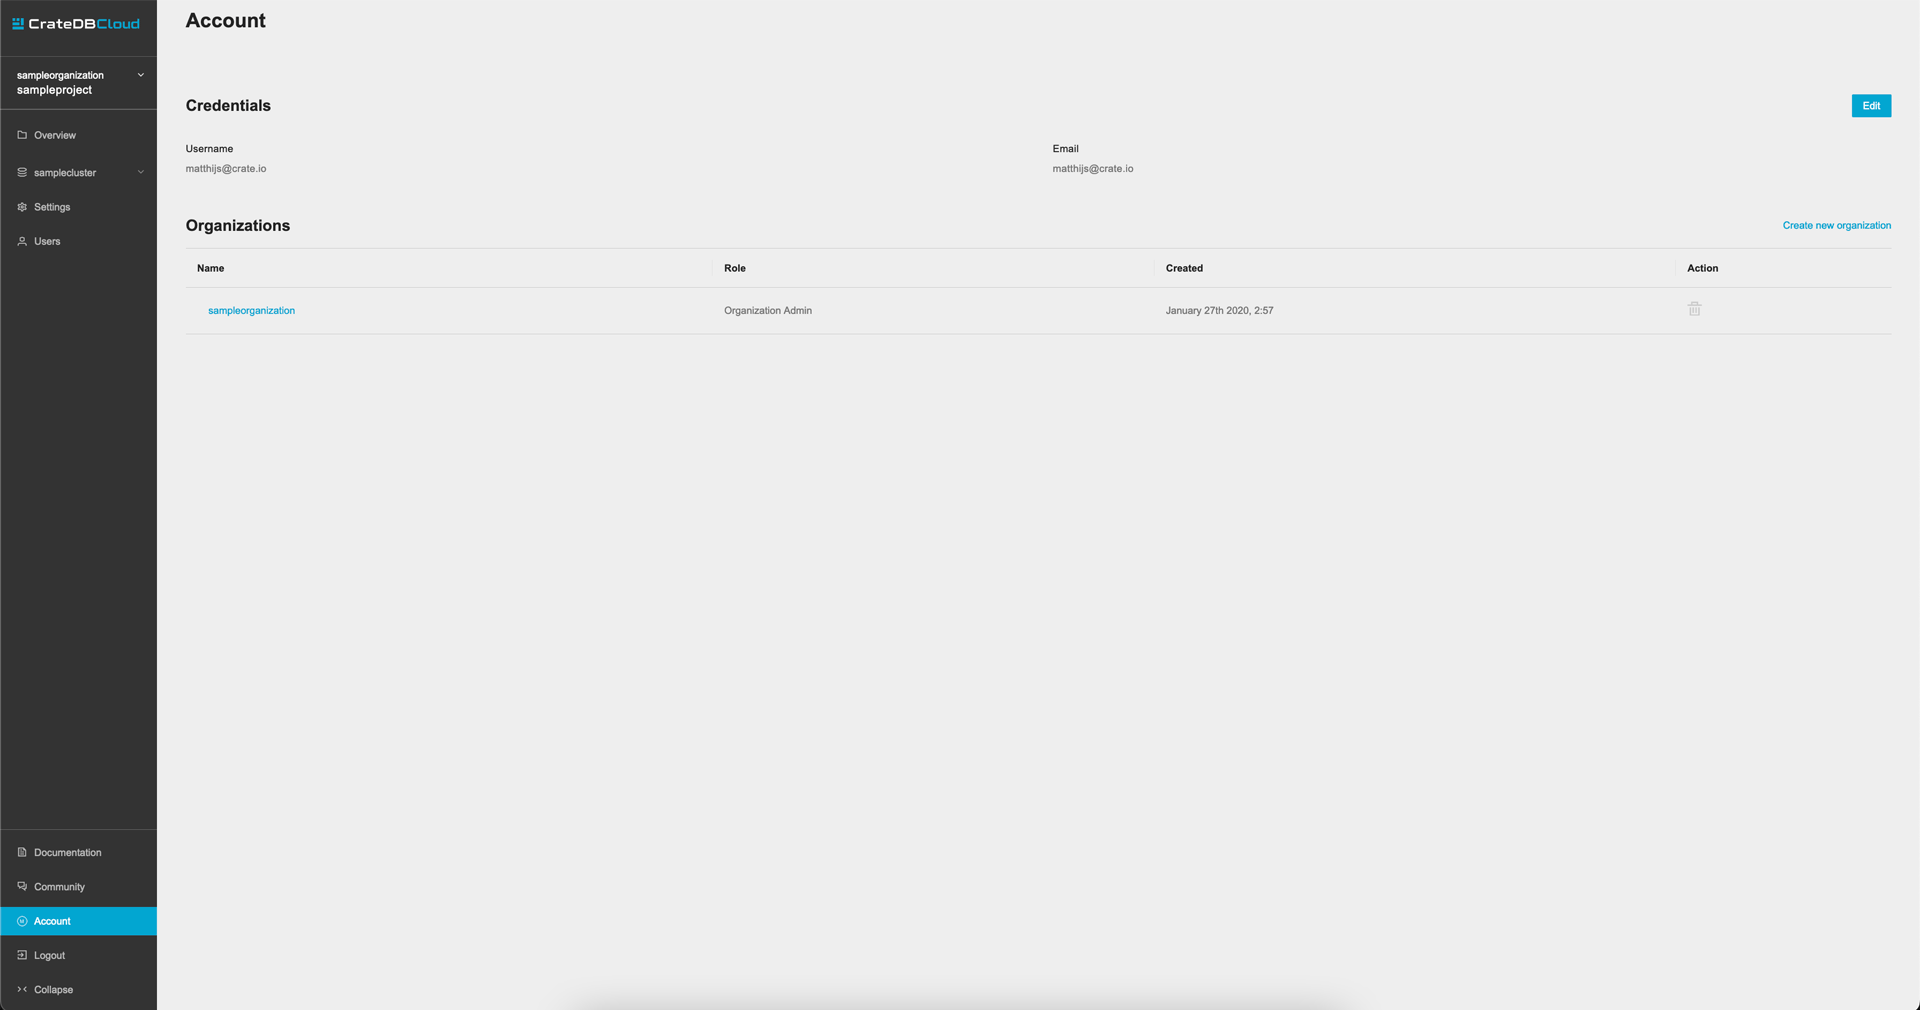 CrateDBCloud
sampleorganization
sampleproject
Overview
samplecluster
Settings
Users
Documentation
Community
Account
Logout
Collapse
Account
Credentials
Edit
Username
Email
matthijs@crate.io
matthijs@crate.io
Organizations
Create new organization
Name
Role
Created
Action
sampleorganization
Organization Admin
January 27th 2020, 2:57